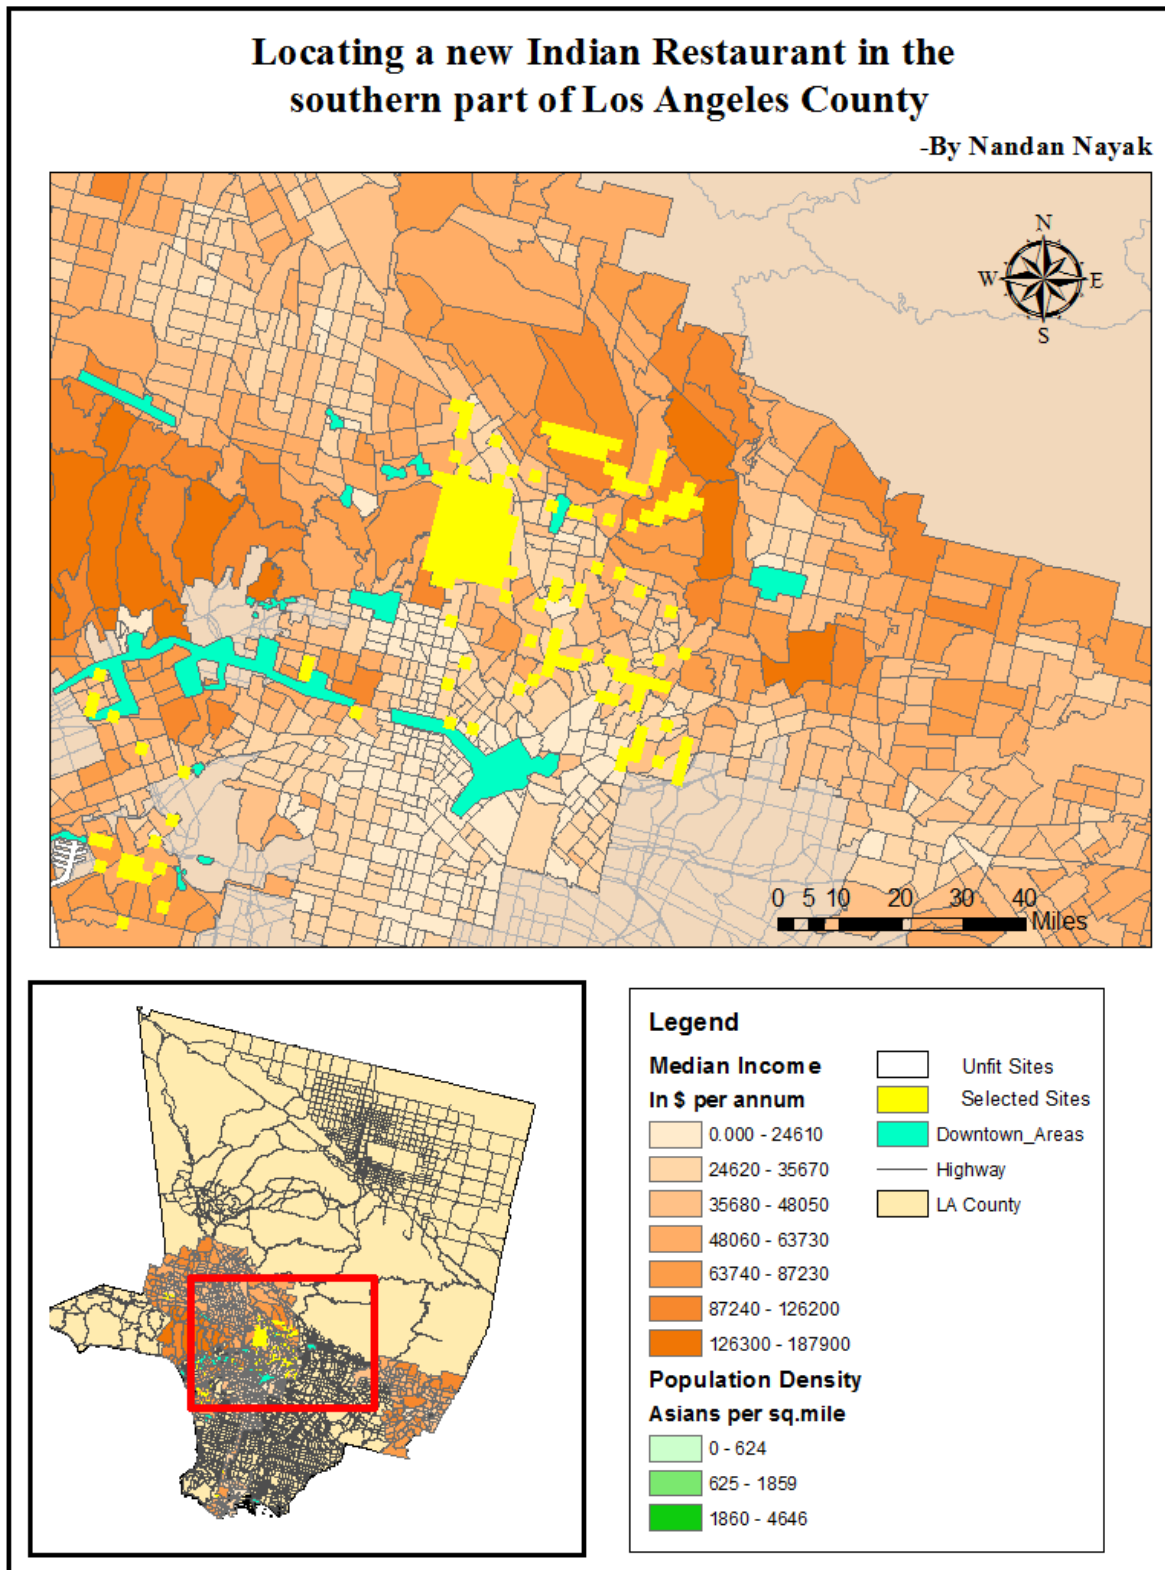 Locating a new Indian Restaurant in the
southern part of Los Angeles County
-By Nandan Nayak
N
W E
S
0 5 10 20 30 40
Miles
Legend
Median Income
In $ per annum
0.000 - 24610
24620 - 35670
35680 - 48050
48060 - 63730
63740 - 87230
87240 - 126200
126300 - 187900
Population Density
Asians per sq.mile
0 - 624
625 - 1859
1860 - 4646
Unfit Sites
Selected Sites
Downtown_Areas
Highway
LA County